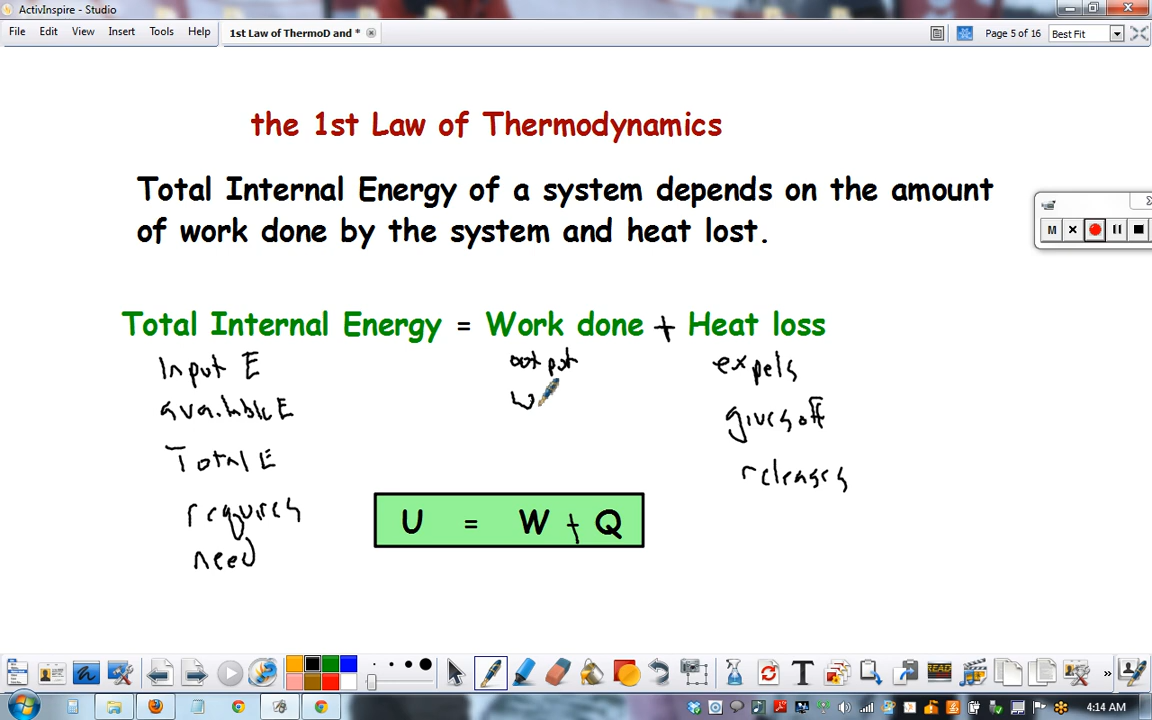 ActivInspire - Studio
File Edit View Insert Tools Help 1st Law of ThermoD and * Page 5 of 16 Best Fit
the 1st Law of Thermodynamics
Total Internal Energy of a system depends on the amount
of work done by the system and heat lost.
M
Total Internal Energy = Work done + Heat loss
Input E output expels
available E w gives off
Total E releases
requires
need
U = W + Q
READ
T
4:14 AM